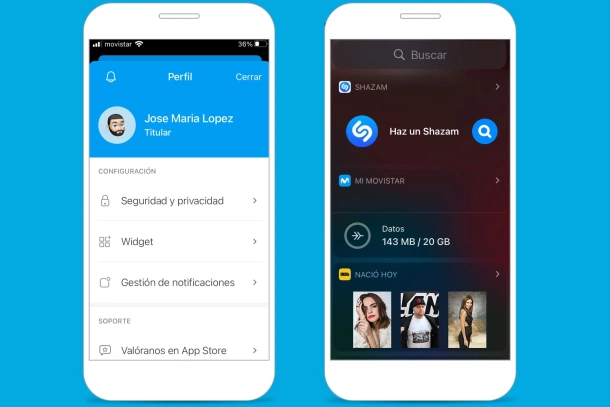 movistar
36%
Perfil
Cerrar
Jose Maria Lopez
Titular
CONFIGURACIÓN
Seguridad y privacidad
Widget
Gestión de notificaciones
SOPORTE
Valóranos en App Store
Buscar
SHAZAM
Haz un Shazam
MI MOVISTAR
Datos
143 MB / 20 GB
NACIÓ HOY